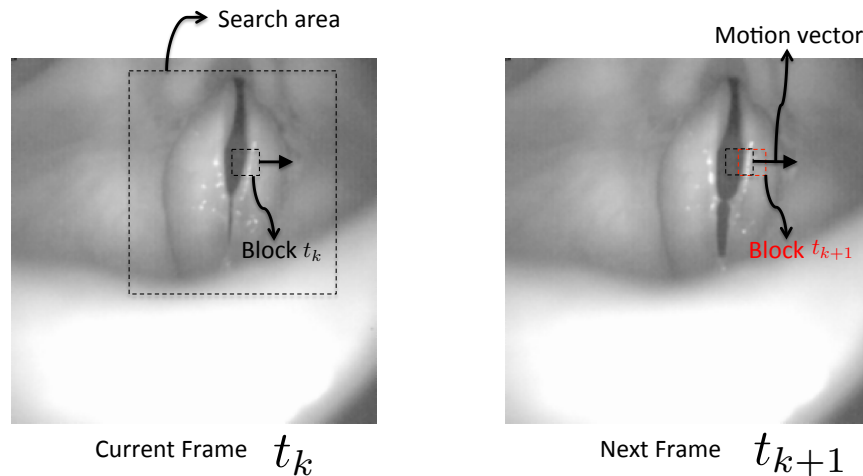 Search area
Motion vector
Block t_k
Block t_{k+1}
Current Frame t_k
Next Frame t_{k+1}